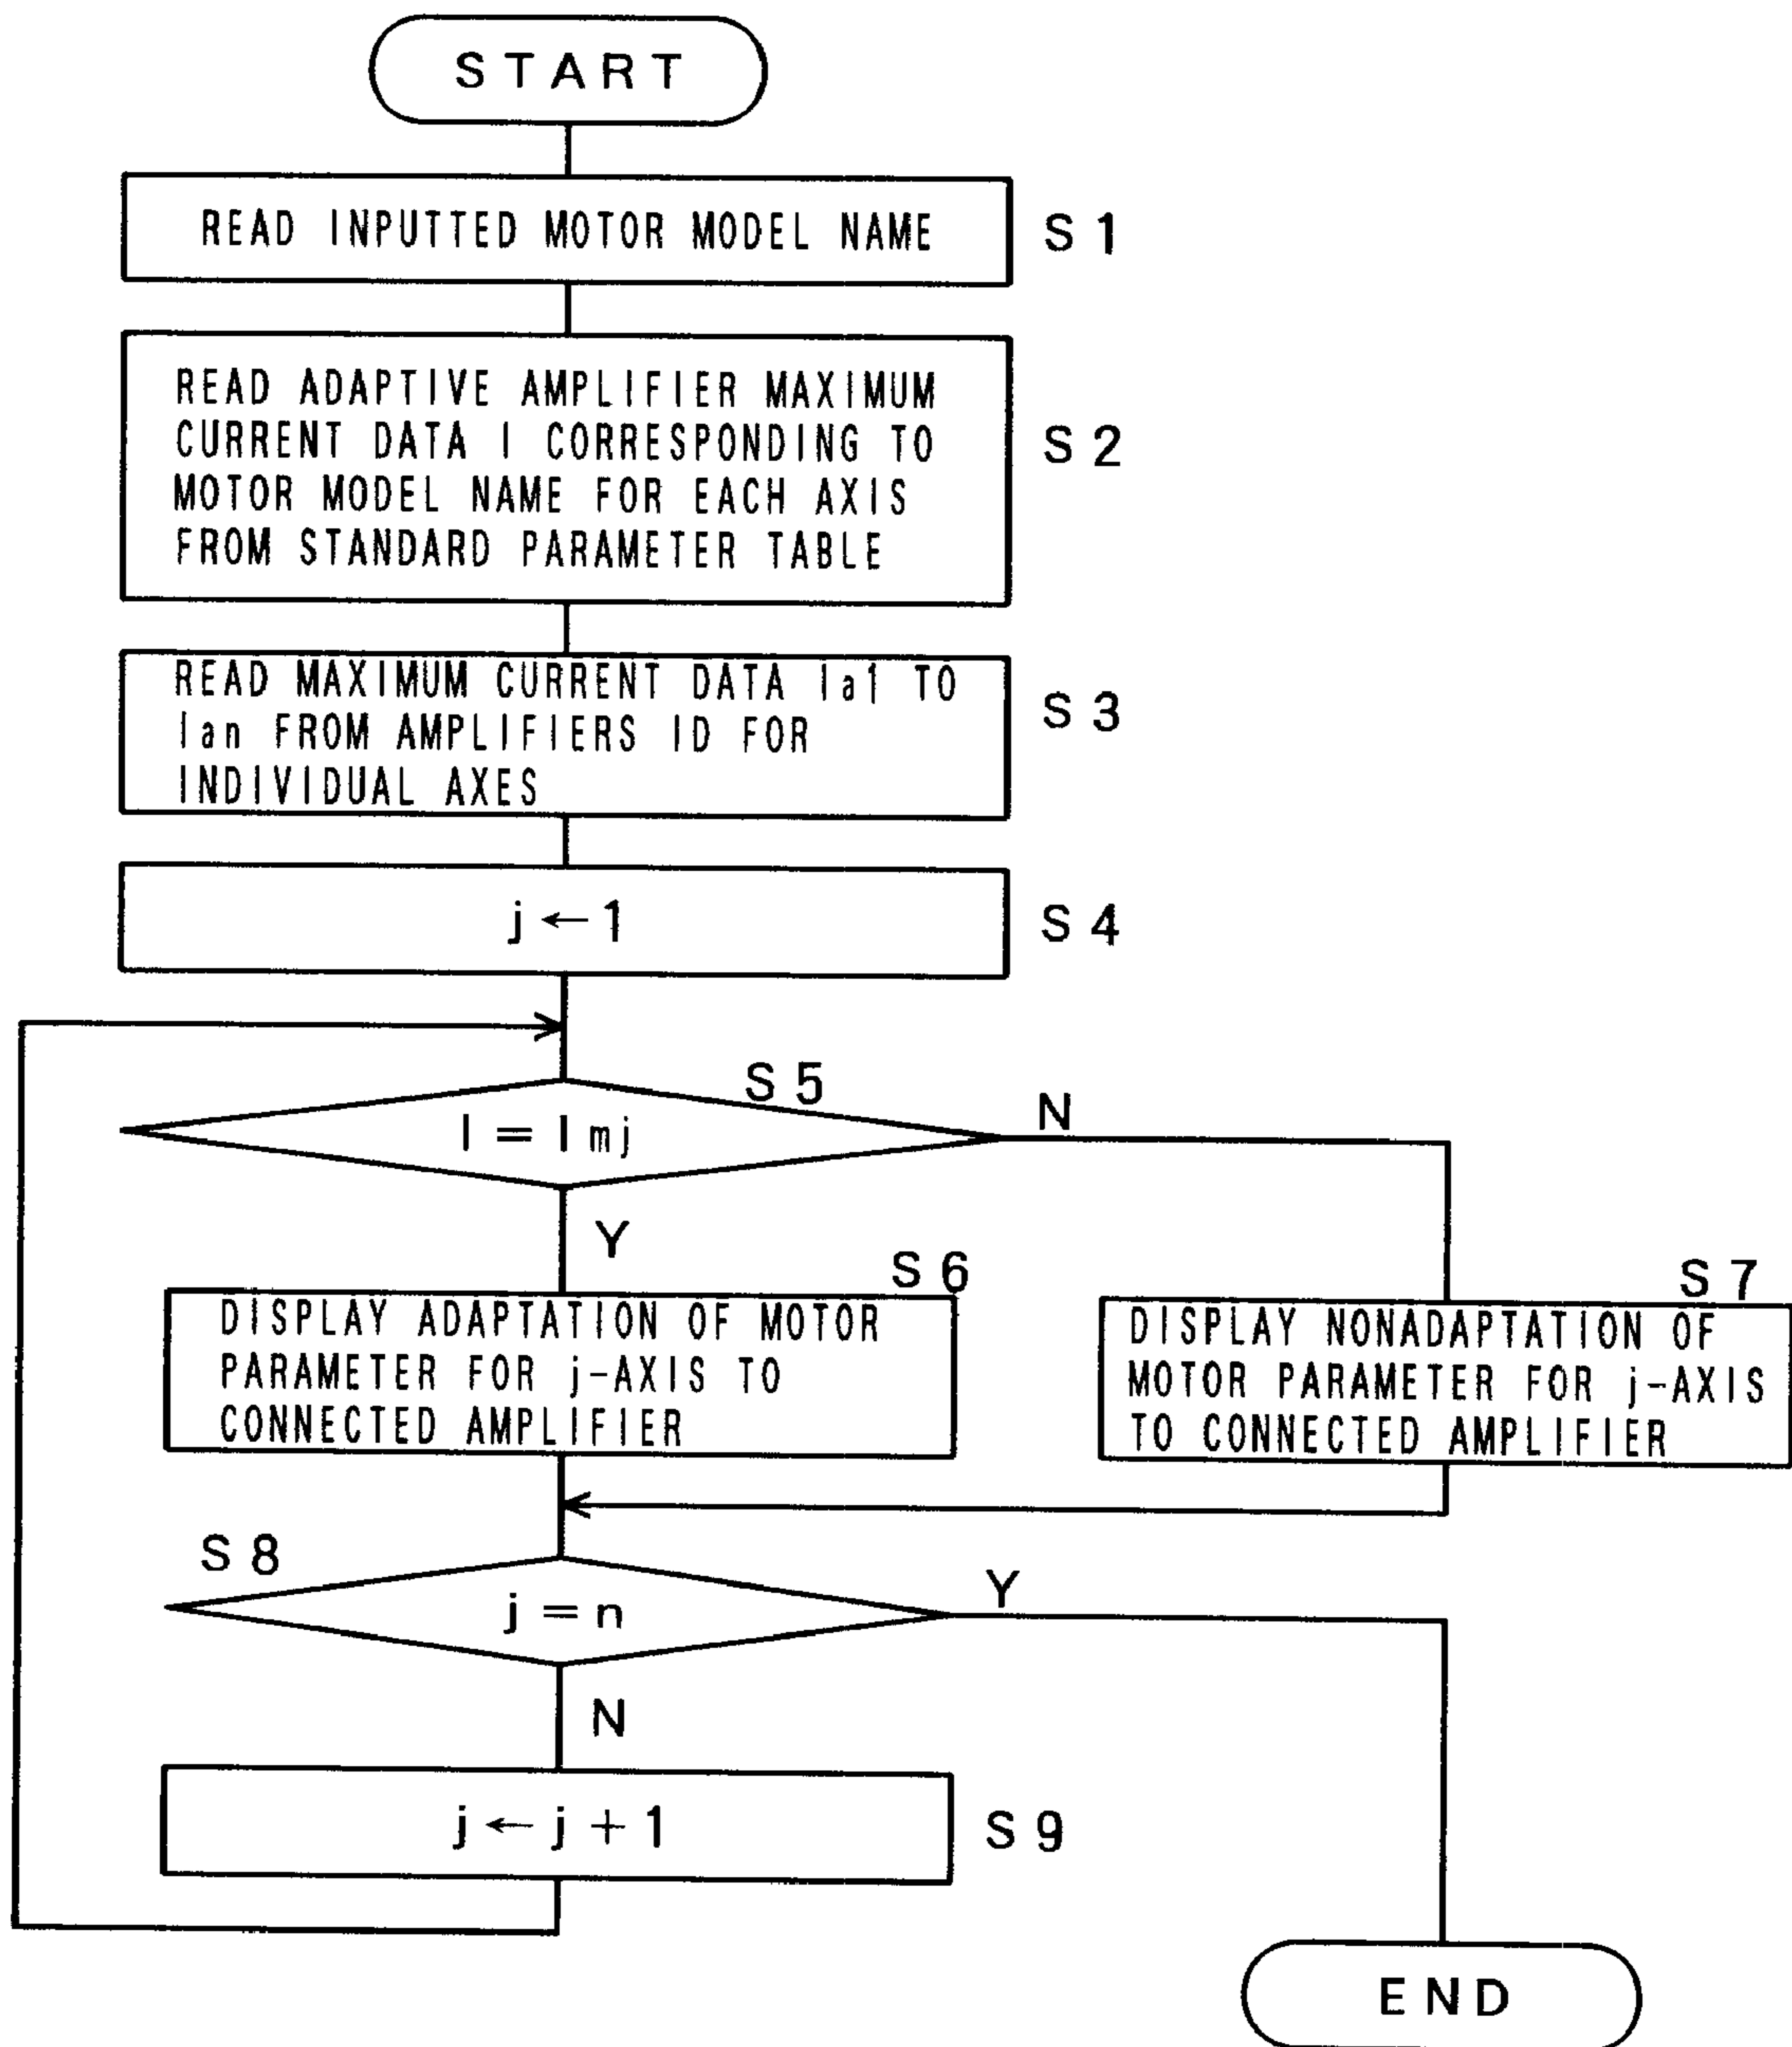 START
READ INPUTTED MOTOR MODEL NAME
S1
READ ADAPTIVE AMPLIFIER MAXIMUM
CURRENT DATA I CORRESPONDING TO
MOTOR MODEL NAME FOR EACH AXIS
FROM STANDARD PARAMETER TABLE
S2
READ MAXIMUM CURRENT DATA Ia1 TO
Ian FROM AMPLIFIERS ID FOR
INDIVIDUAL AXES
S3
j←1
S4
S5
I=Imj
N
Y
S6
DISPLAY ADAPTATION OF MOTOR
PARAMETER FOR j-AXIS TO
CONNECTED AMPLIFIER
S7
DISPLAY NONADAPTATION OF
MOTOR PARAMETER FOR j-AXIS
TO CONNECTED AMPLIFIER
S8
j=n
Y
N
j←j+1
S9
END